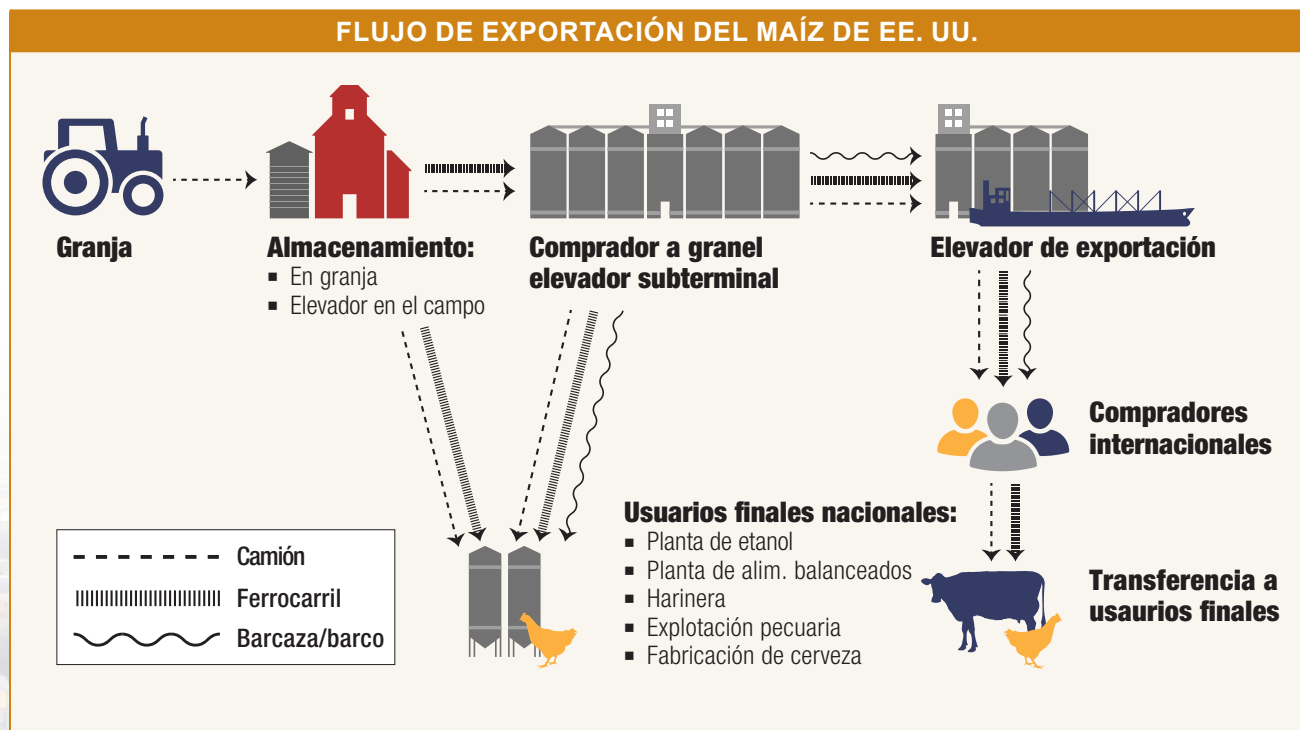 FLUJO DE EXPORTACIÓN DEL MAÍZ DE EE. UU.
Granja
Almacenamiento:
▪ En granja
▪ Elevador en el campo
Comprador a granel
elevador subterminal
Elevador de exportación
Compradores
internacionales
Usuarios finales nacionales:
▪ Planta de etanol
▪ Planta de alim. balanceados
▪ Harinera
▪ Explotación pecuaria
▪ Fabricación de cerveza
Transferencia a
usaurios finales
Camión
Ferrocarril
Barcaza/barco